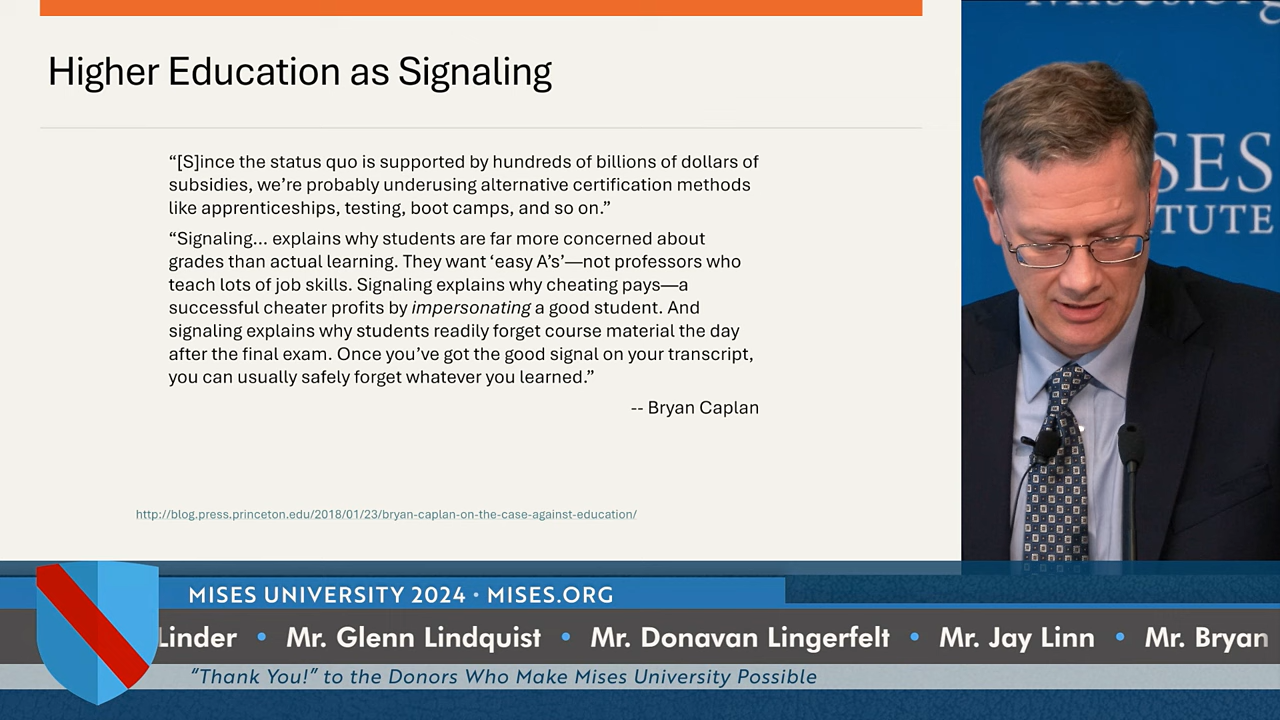 Higher Education as Signaling
“[S]ince the status quo is supported by hundreds of billions of dollars of
subsidies, we’re probably underusing alternative certification methods
like apprenticeships, testing, boot camps, and so on.”
“Signaling... explains why students are far more concerned about
grades than actual learning. They want ‘easy A’s’—not professors who
teach lots of job skills. Signaling explains why cheating pays—a
successful cheater profits by impersonating a good student. And
signaling explains why students readily forget course material the day
after the final exam. Once you’ve got the good signal on your transcript,
you can usually safely forget whatever you learned.”
-- Bryan Caplan
http://blog.press.princeton.edu/2018/01/23/bryan-caplan-on-the-case-against-education/
SES
TUTE
MISES UNIVERSITY 2024 • MISES.ORG
Linder • Mr. Glenn Lindquist • Mr. Donavan Lingerfelt • Mr. Jay Linn • Mr. Bryan
“Thank You!” to the Donors Who Make Mises University Possible